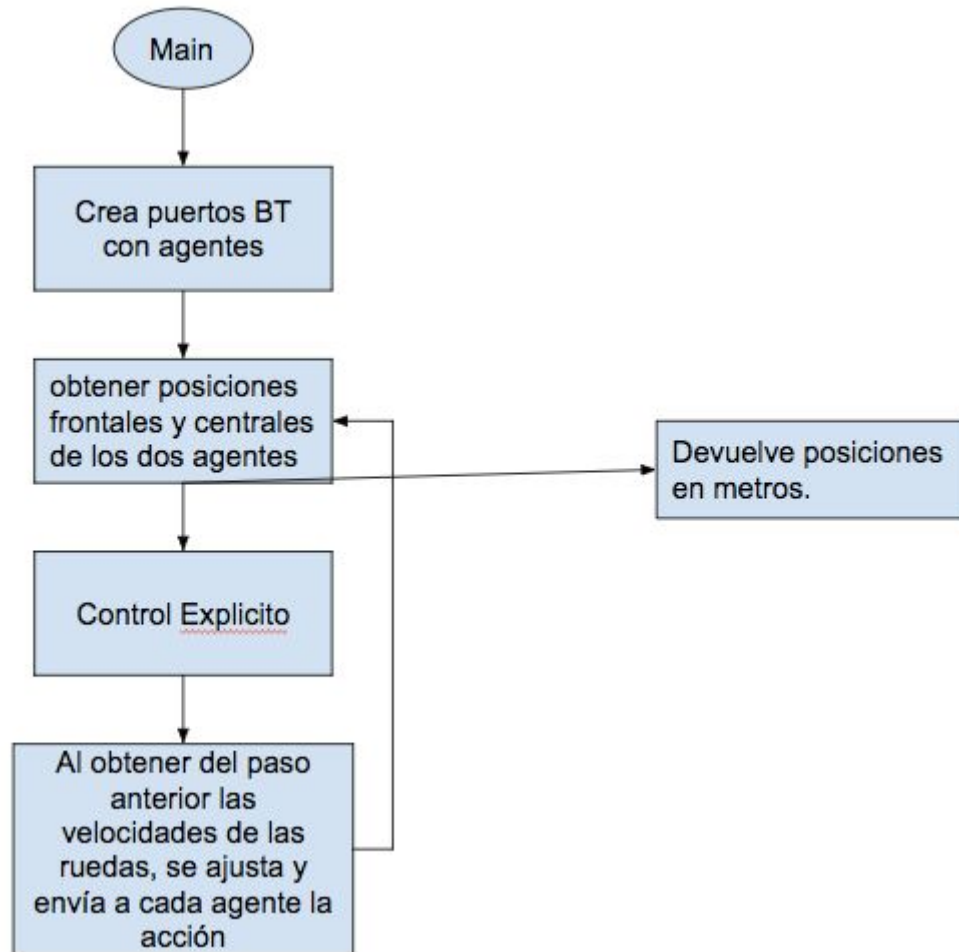 Main
Crea puertos BT
con agentes
obtener posiciones
frontales y centrales
de los dos agentes
Devuelve posiciones
en metros.
Control Explicito
Al obtener del paso
anterior las
velocidades de las
ruedas, se ajusta y
envía a cada agente la
acción